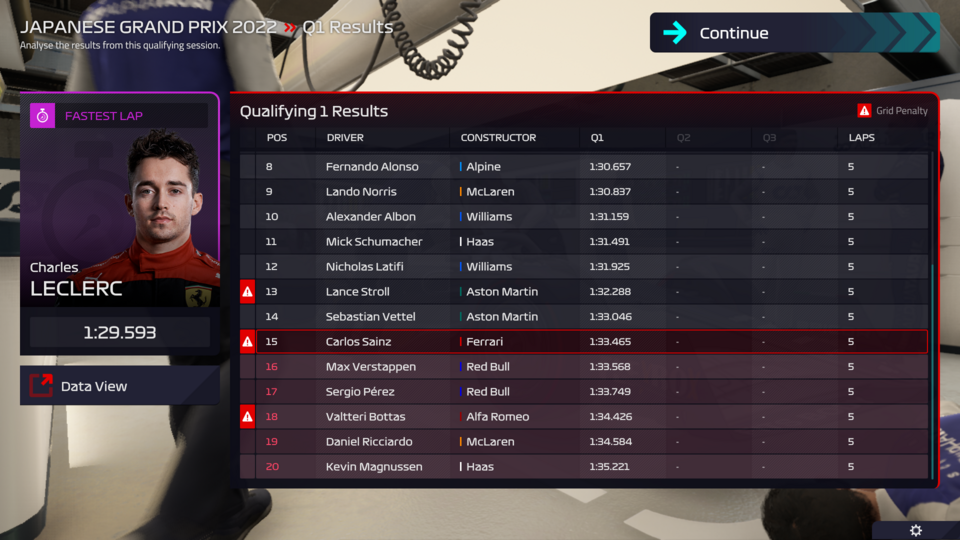 JAPANESE GRAND PRIX 2022 » Q1 Results
Analyse the results from this qualifying session.
Continue
FASTEST LAP
Charles
LECLERC
1:29.593
Data View
Qualifying 1 Results
Grid Penalty
POS DRIVER CONSTRUCTOR Q1 Q2 Q3 LAPS
8 Fernando Alonso Alpine 1:30.657 - - 5
9 Lando Norris McLaren 1:30.837 - - 5
10 Alexander Albon Williams 1:31.159 - - 5
11 Mick Schumacher Haas 1:31.491 - - 5
12 Nicholas Latifi Williams 1:31.925 - - 5
13 Lance Stroll Aston Martin 1:32.288 - - 5
14 Sebastian Vettel Aston Martin 1:33.046 - - 5
15 Carlos Sainz Ferrari 1:33.465 - - 5
16 Max Verstappen Red Bull 1:33.568 - - 5
17 Sergio Pérez Red Bull 1:33.749 - - 5
18 Valtteri Bottas Alfa Romeo 1:34.426 - - 5
19 Daniel Ricciardo McLaren 1:34.584 - - 5
20 Kevin Magnussen Haas 1:35.221 - - 5